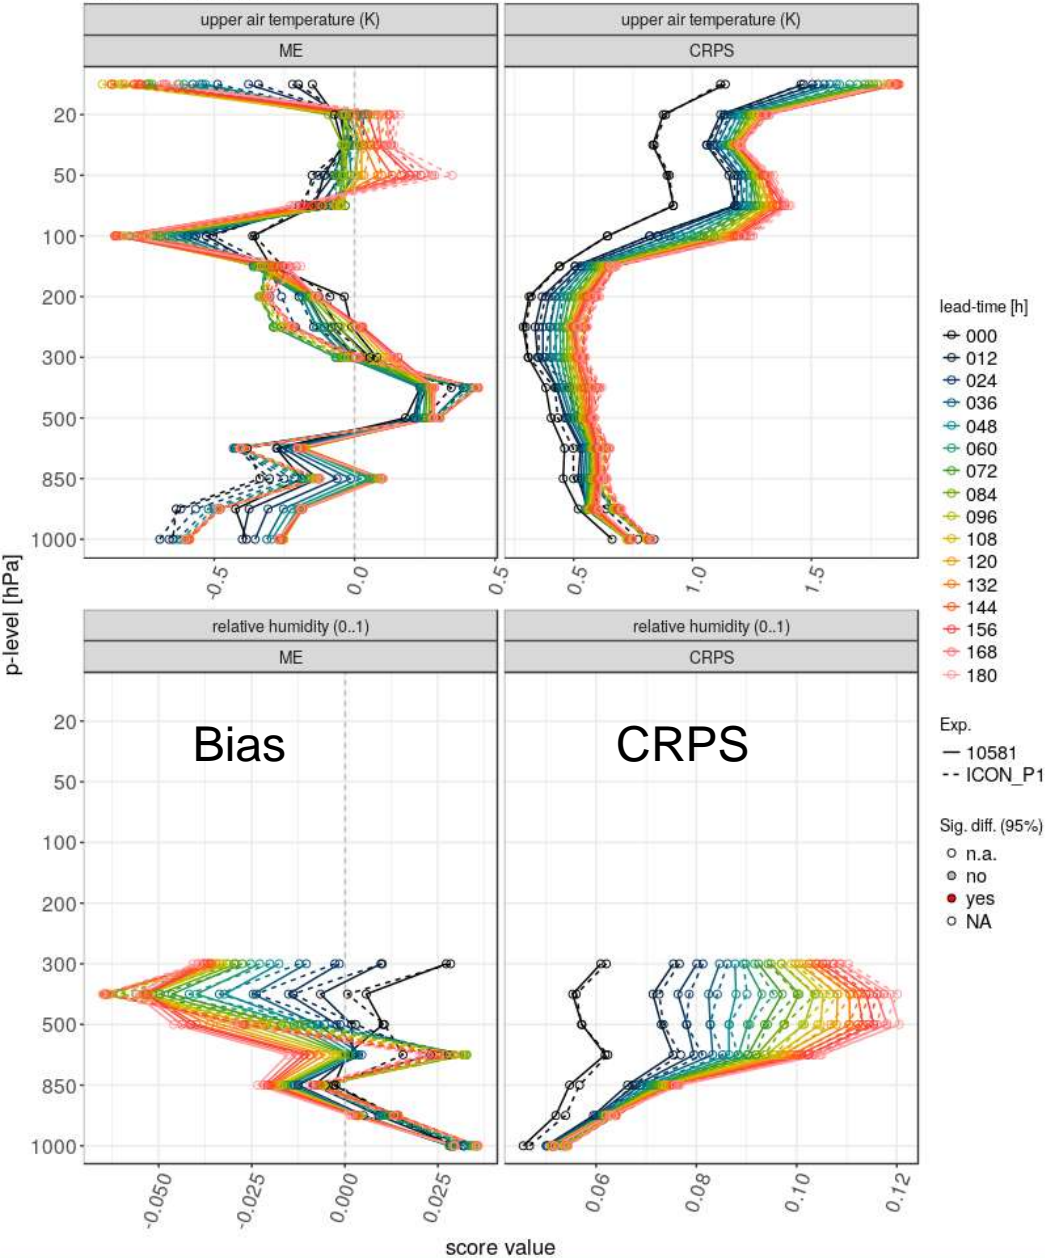 upper air temperature (K)
upper air temperature (K)
ME
CRPS
20
50
100
200
300
500
850
1000
-0.5
0.0
0.5
0.5
1.0
1.5
p-level [hPa]
relative humidity (0..1)
relative humidity (0..1)
ME
CRPS
Bias
CRPS
20
50
100
200
300
500
850
1000
-0.050
-0.025
0.000
0.025
0.06
0.08
0.10
0.12
score value
lead-time [h]
000
012
024
036
048
060
072
084
096
108
120
132
144
156
168
180
Exp.
10581
ICON_P1
Sig. diff. (95%)
n.a.
no
yes
NA